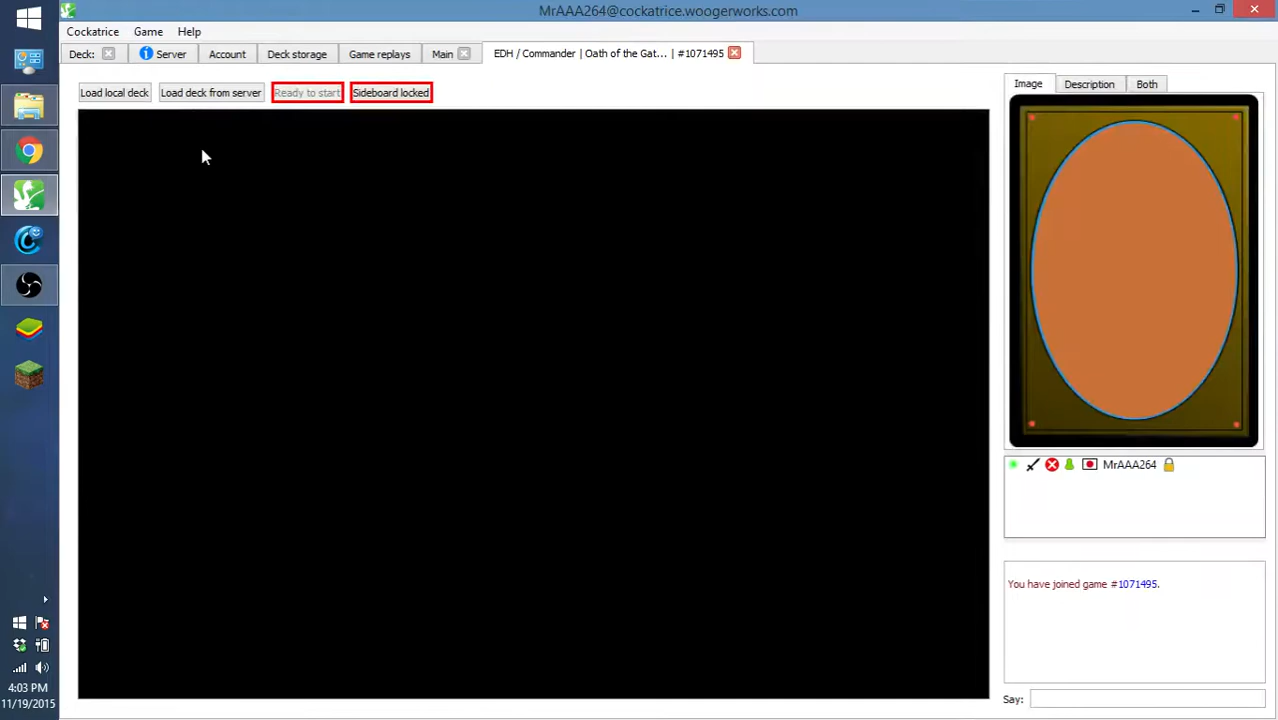 MrAAA264@cockatrice.woogerworks.com
Cockatrice Game Help
Deck: Server Account Deck storage Game replays Main EDH / Commander | Oath of the Gat... | #1071495
Load local deck Load deck from server Ready to start Sideboard locked
Image Description Both
MrAAA264
You have joined game #1071495.
Say:
4:03 PM
11/19/2015